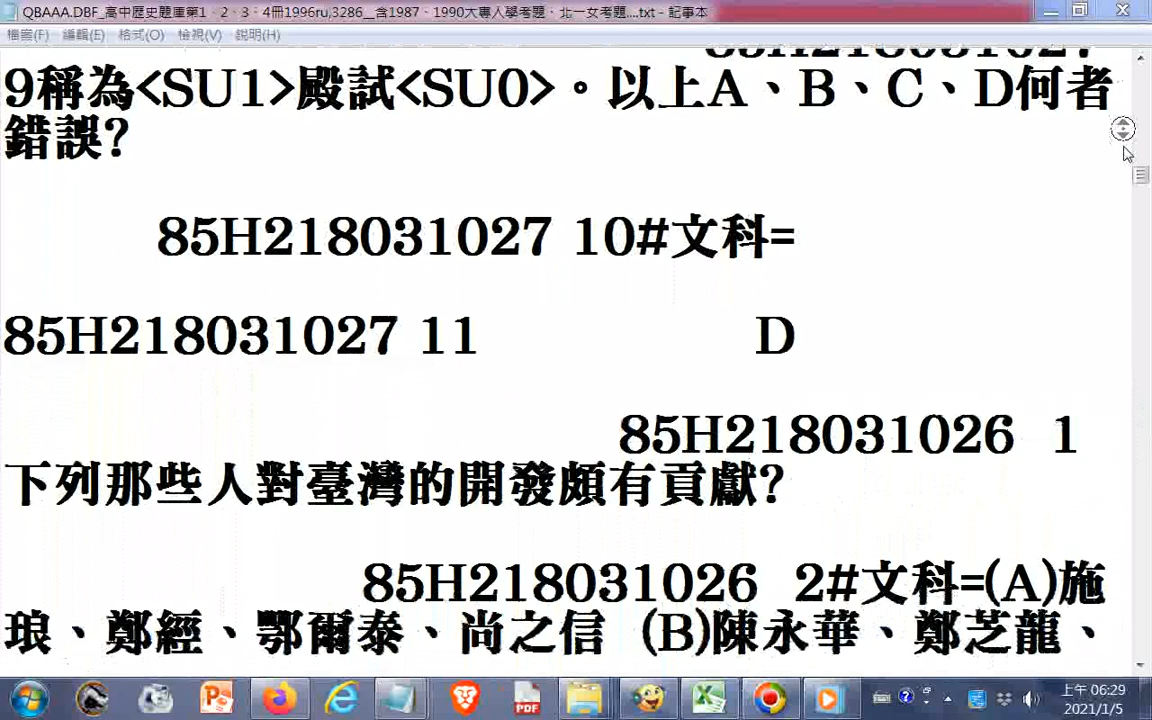 QBAAA.DBF_高中歷史題庫第1、2、3、4冊1996ru,3286__含1987、1990大專人學考題、北一女考題....txt - 記事本
檔案(F) 編輯(E) 格式(O) 檢視(V) 說明(H)
85H218031027
9稱為<SU1>殿試<SU0>。以上A、B、C、D何者
錯誤?
85H218031027 10#文科=
85H218031027 11 D
85H218031026 1
下列那些人對臺灣的開發頗有貢獻?
85H218031026 2#文科=(A)施
琅、鄭經、鄂爾泰、尚之信 (B)陳永華、鄭芝龍、
上午 06:29
2021/1/5